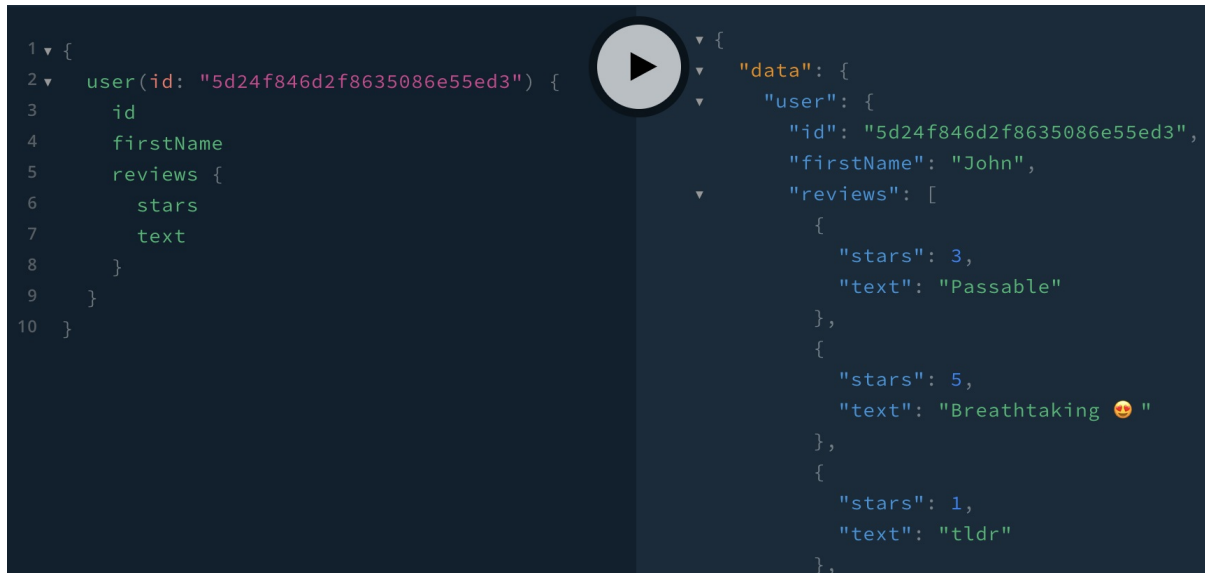 1 {
2 user(id: "5d24f846d2f8635086e55ed3") {
3 id
4 firstName
5 reviews {
6 stars
7 text
8 }
9 }
10 }
{
"data": {
"user": {
"id": "5d24f846d2f8635086e55ed3",
"firstName": "John",
"reviews": [
{
"stars": 3,
"text": "Passable"
},
{
"stars": 5,
"text": "Breathtaking 😍 "
},
{
"stars": 1,
"text": "tldr"
},